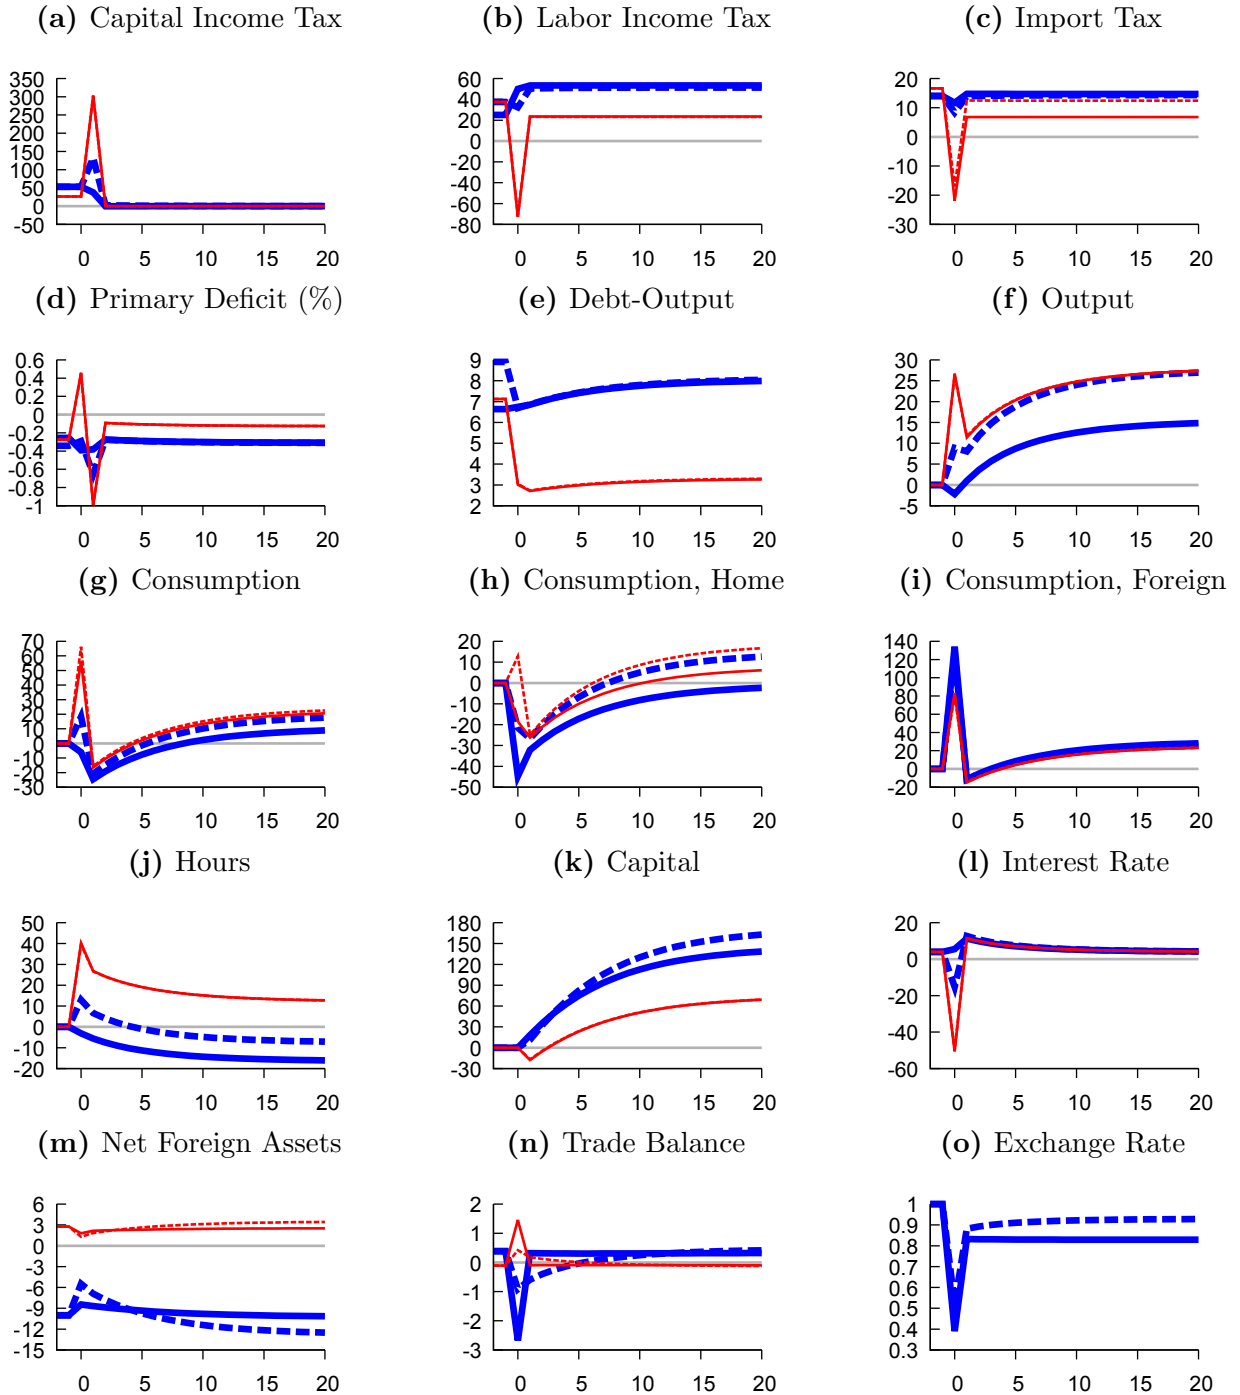 (a) Capital Income Tax (b) Labor Income Tax (c) Import Tax
350 300 250 200 150 100 50 0 -50
0 5 10 15 20
60 40 20 0 -20 -40 -60 -80
0 5 10 15 20
20 10 0 -10 -20 -30
0 5 10 15 20
(d) Primary Deficit (%) (e) Debt-Output (f) Output
0.6 0.4 0.2 0 -0.2 -0.4 -0.6 -0.8 -1
0 5 10 15 20
9 8 7 6 5 4 3 2
0 5 10 15 20
30 25 20 15 10 5 0 -5
0 5 10 15 20
(g) Consumption (h) Consumption, Home (i) Consumption, Foreign
70 60 50 40 30 20 10 0 -10 -20 -30
0 5 10 15 20
20 10 0 -10 -20 -30 -40 -50
0 5 10 15 20
140 120 100 80 60 40 20 0 -20
0 5 10 15 20
(j) Hours (k) Capital (l) Interest Rate
50 40 30 20 10 0 -10 -20
0 5 10 15 20
180 150 120 90 60 30 0 -30
0 5 10 15 20
20 0 -20 -40 -60
0 5 10 15 20
(m) Net Foreign Assets (n) Trade Balance (o) Exchange Rate
6 3 0 -3 -6 -9 -12 -15
0 5 10 15 20
2 1 0 -1 -2 -3
0 5 10 15 20
1 0.9 0.8 0.7 0.6 0.5 0.4 0.3
0 5 10 15 20